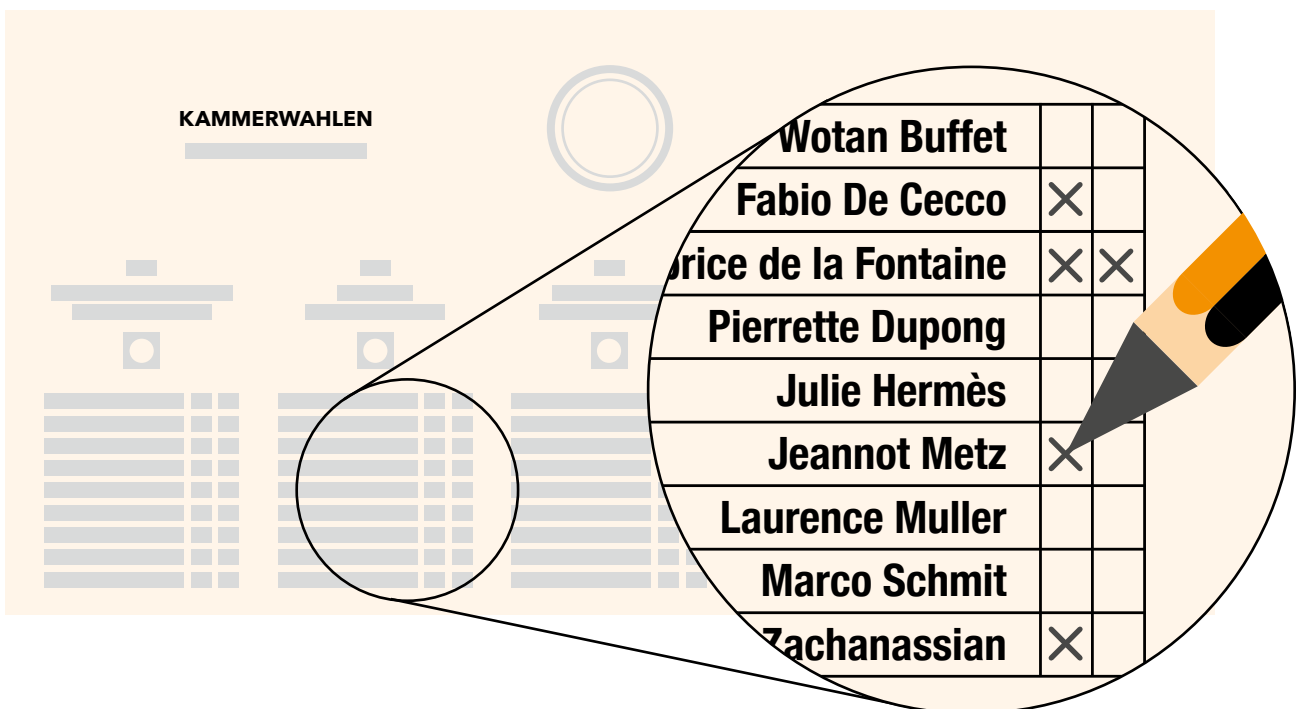 KAMMERWAHLEN
Wotan Buffet
Fabio De Cecco
de la Fontaine
Pierrette Dupong
Julie Hermès
Jeannot Metz
Laurence Muller
Marco Schmit
Zachanassian